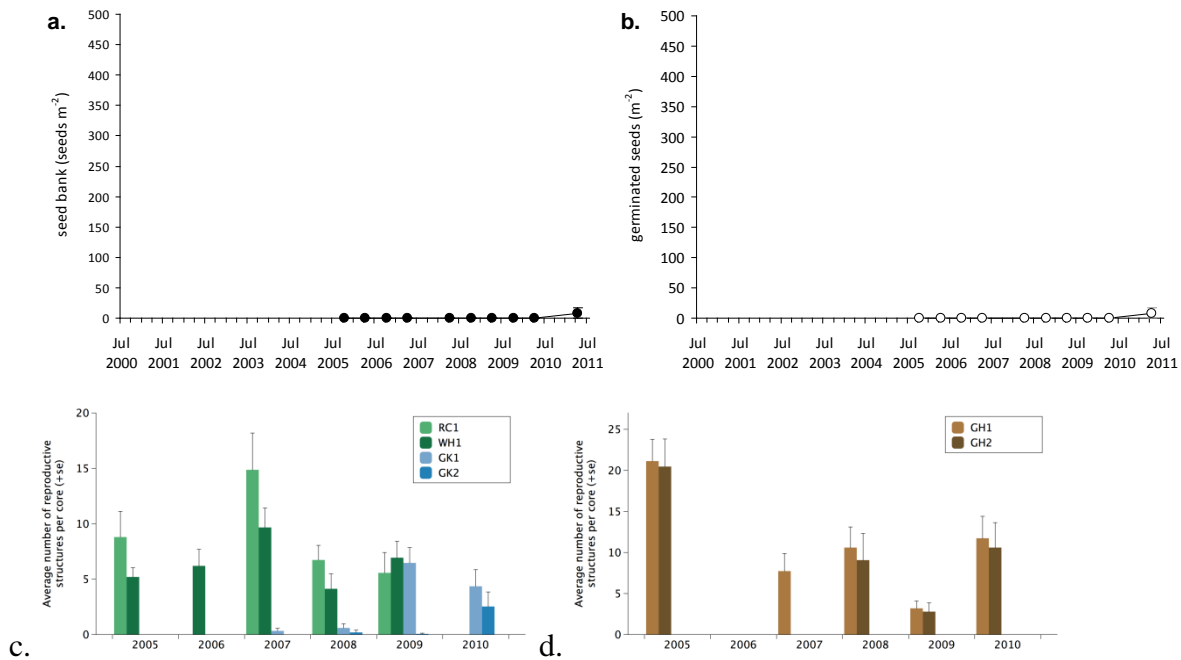 a.
500
450
400
350
300
250
200
150
100
50
0
seed bank (seeds m⁻²)
Jul Jul Jul Jul Jul Jul Jul Jul Jul Jul Jul Jul
2000 2001 2002 2003 2004 2005 2006 2007 2008 2009 2010 2011
b.
500
450
400
350
300
250
200
150
100
50
0
germinated seeds (m⁻²)
Jul Jul Jul Jul Jul Jul Jul Jul Jul Jul Jul Jul
2000 2001 2002 2003 2004 2005 2006 2007 2008 2009 2010 2011
c.
20
15
10
5
0
Average number of reproductive
structures per core (+se)
RC1
WH1
GK1
GK2
2005 2006 2007 2008 2009 2010
d.
25
20
15
10
5
0
Average number of reproductive
structures per core (+se)
GH1
GH2
2005 2006 2007 2008 2009 2010